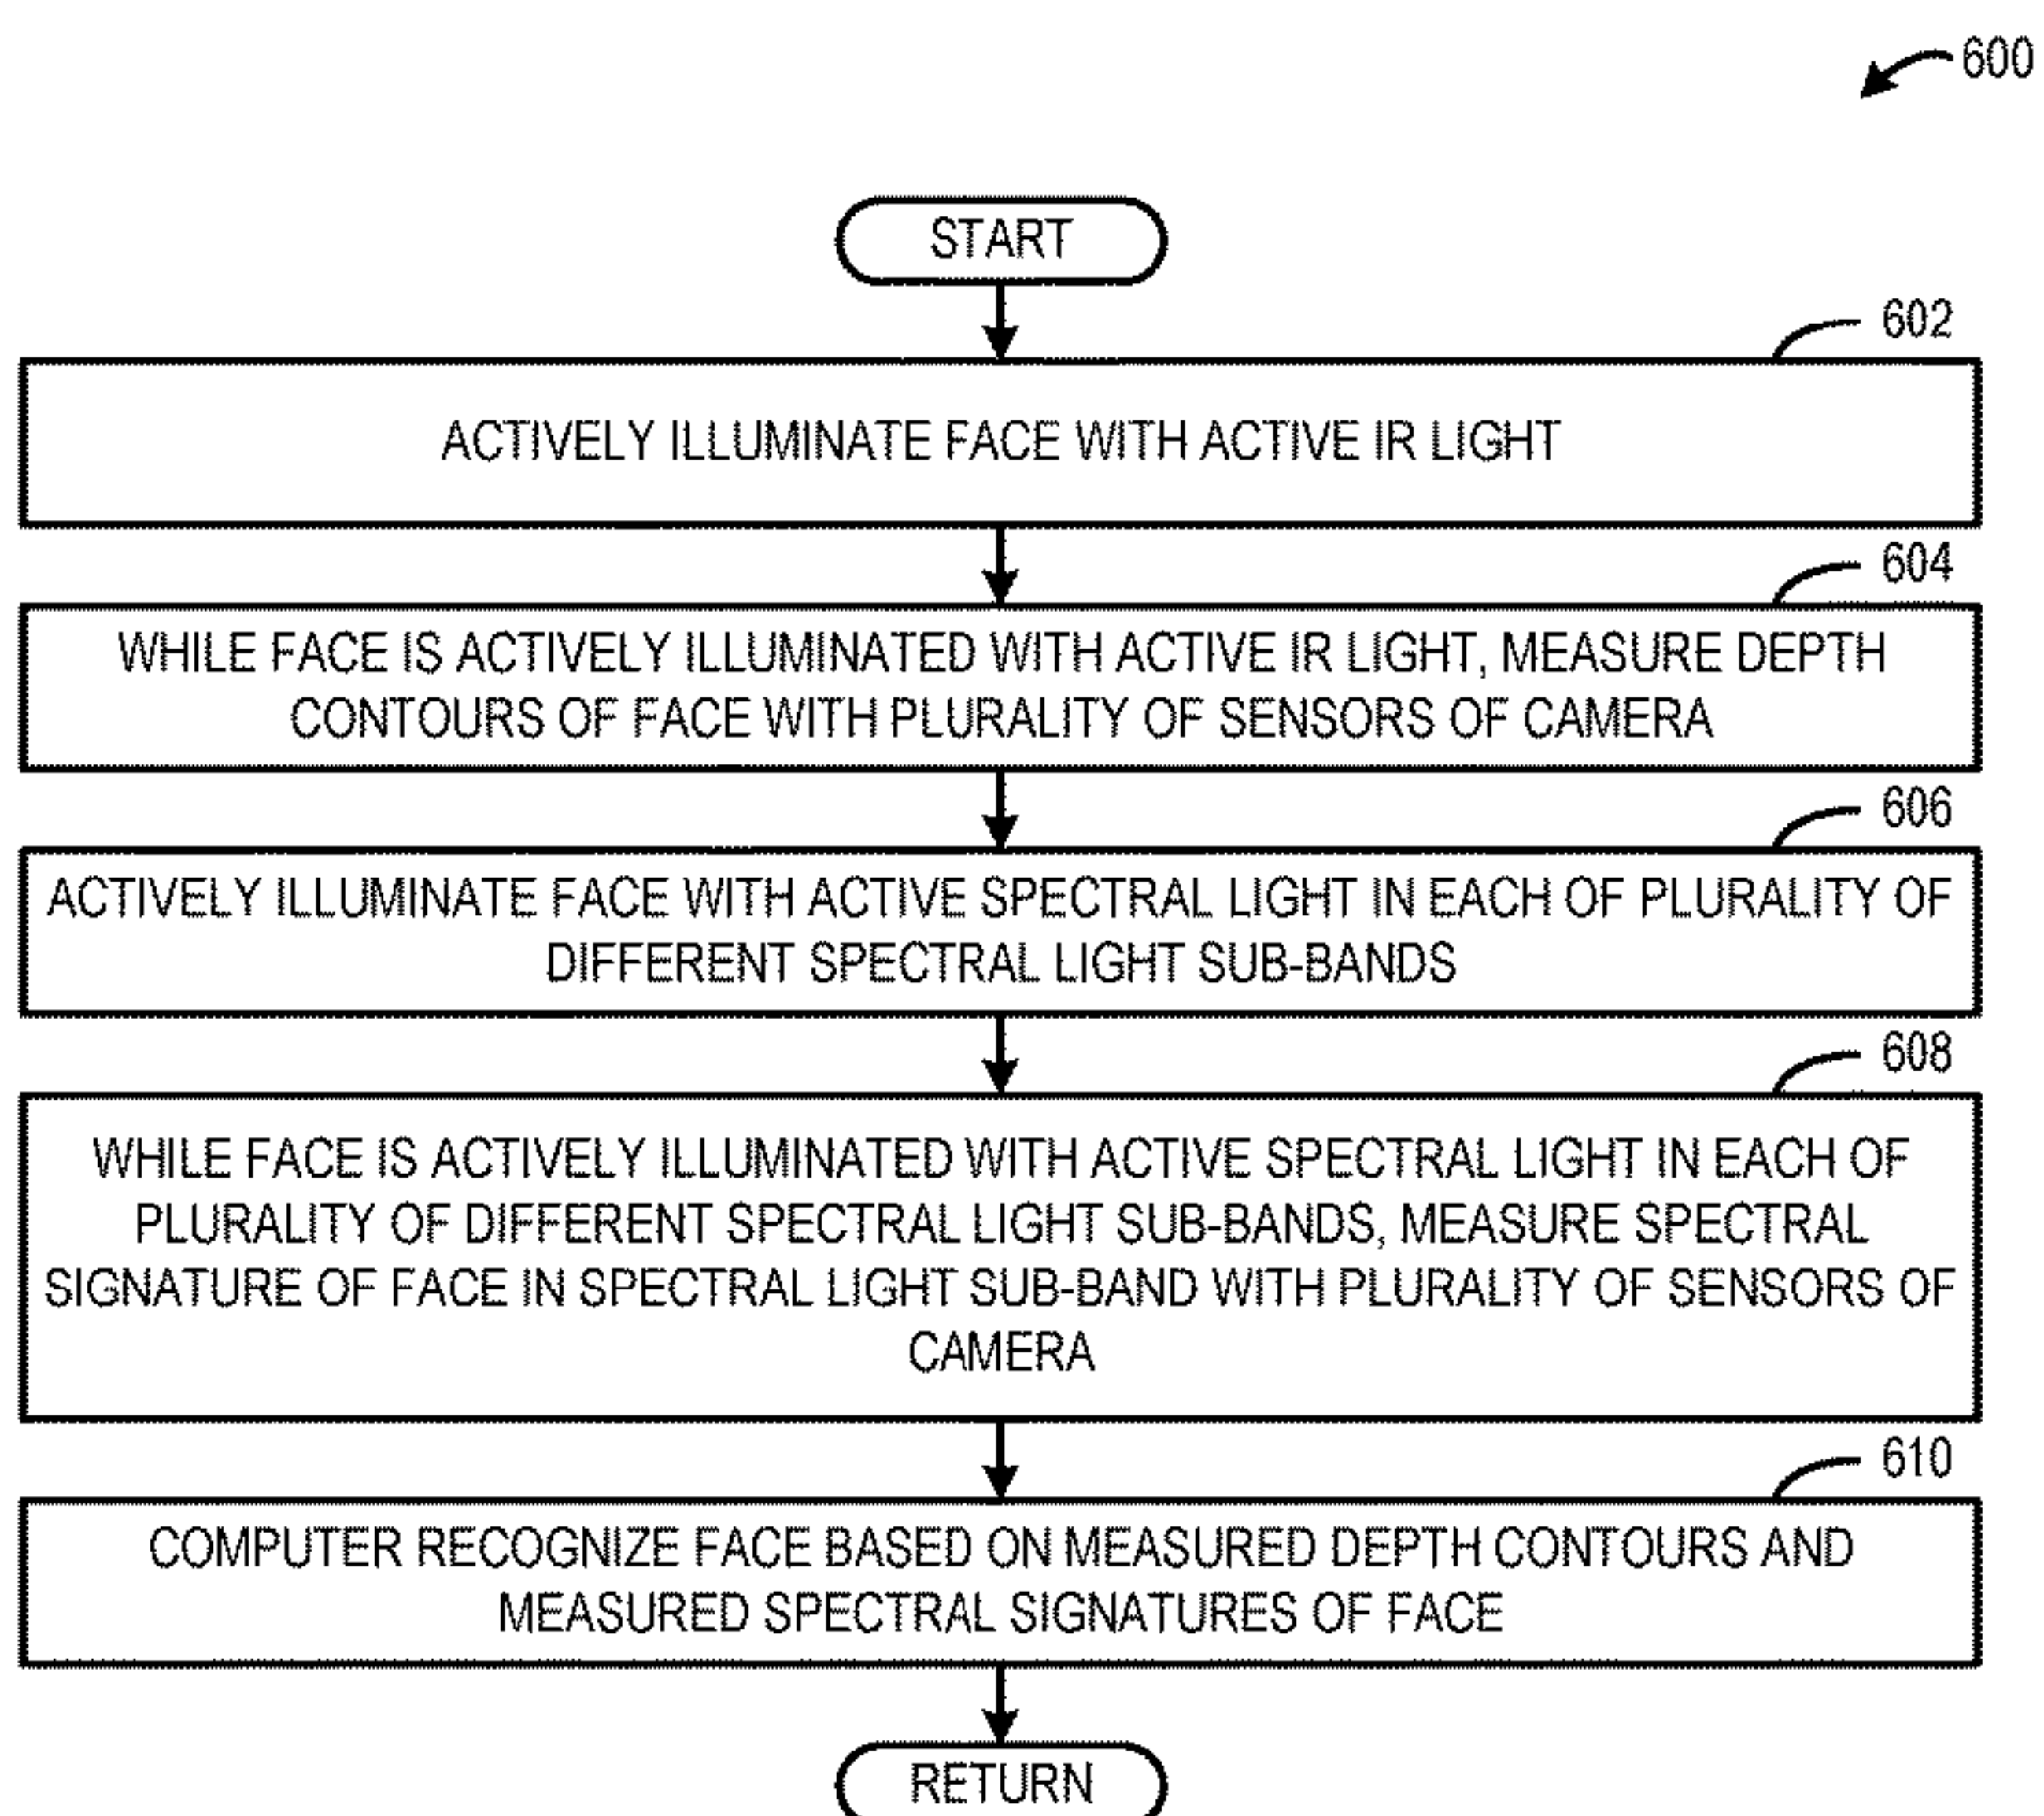 600
START
602
ACTIVELY ILLUMINATE FACE WITH ACTIVE IR LIGHT
604
WHILE FACE IS ACTIVELY ILLUMINATED WITH ACTIVE IR LIGHT, MEASURE DEPTH
CONTOURS OF FACE WITH PLURALITY OF SENSORS OF CAMERA
606
ACTIVELY ILLUMINATE FACE WITH ACTIVE SPECTRAL LIGHT IN EACH OF PLURALITY OF
DIFFERENT SPECTRAL LIGHT SUB-BANDS
608
WHILE FACE IS ACTIVELY ILLUMINATED WITH ACTIVE SPECTRAL LIGHT IN EACH OF
PLURALITY OF DIFFERENT SPECTRAL LIGHT SUB-BANDS, MEASURE SPECTRAL
SIGNATURE OF FACE IN SPECTRAL LIGHT SUB-BAND WITH PLURALITY OF SENSORS OF
CAMERA
610
COMPUTER RECOGNIZE FACE BASED ON MEASURED DEPTH CONTOURS AND
MEASURED SPECTRAL SIGNATURES OF FACE
RETURN